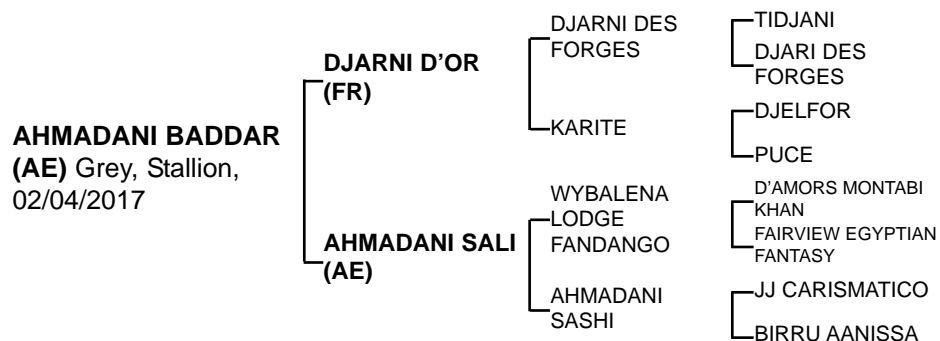 AHMADANI BADDAR
(AE) Grey, Stallion,
02/04/2017
DJARNI D’OR
(FR)
AHMADANI SALI
(AE)
DJARNI DES
FORGES
KARITE
WYBALENA
LODGE
FANDANGO
AHMADANI
SASHI
TIDJANI
DJARI DES
FORGES
DJELFOR
PUCE
D’AMORS MONTABI
KHAN
FAIRVIEW EGYPTIAN
FANTASY
JJ CARISMATICO
BIRRU AANISSA